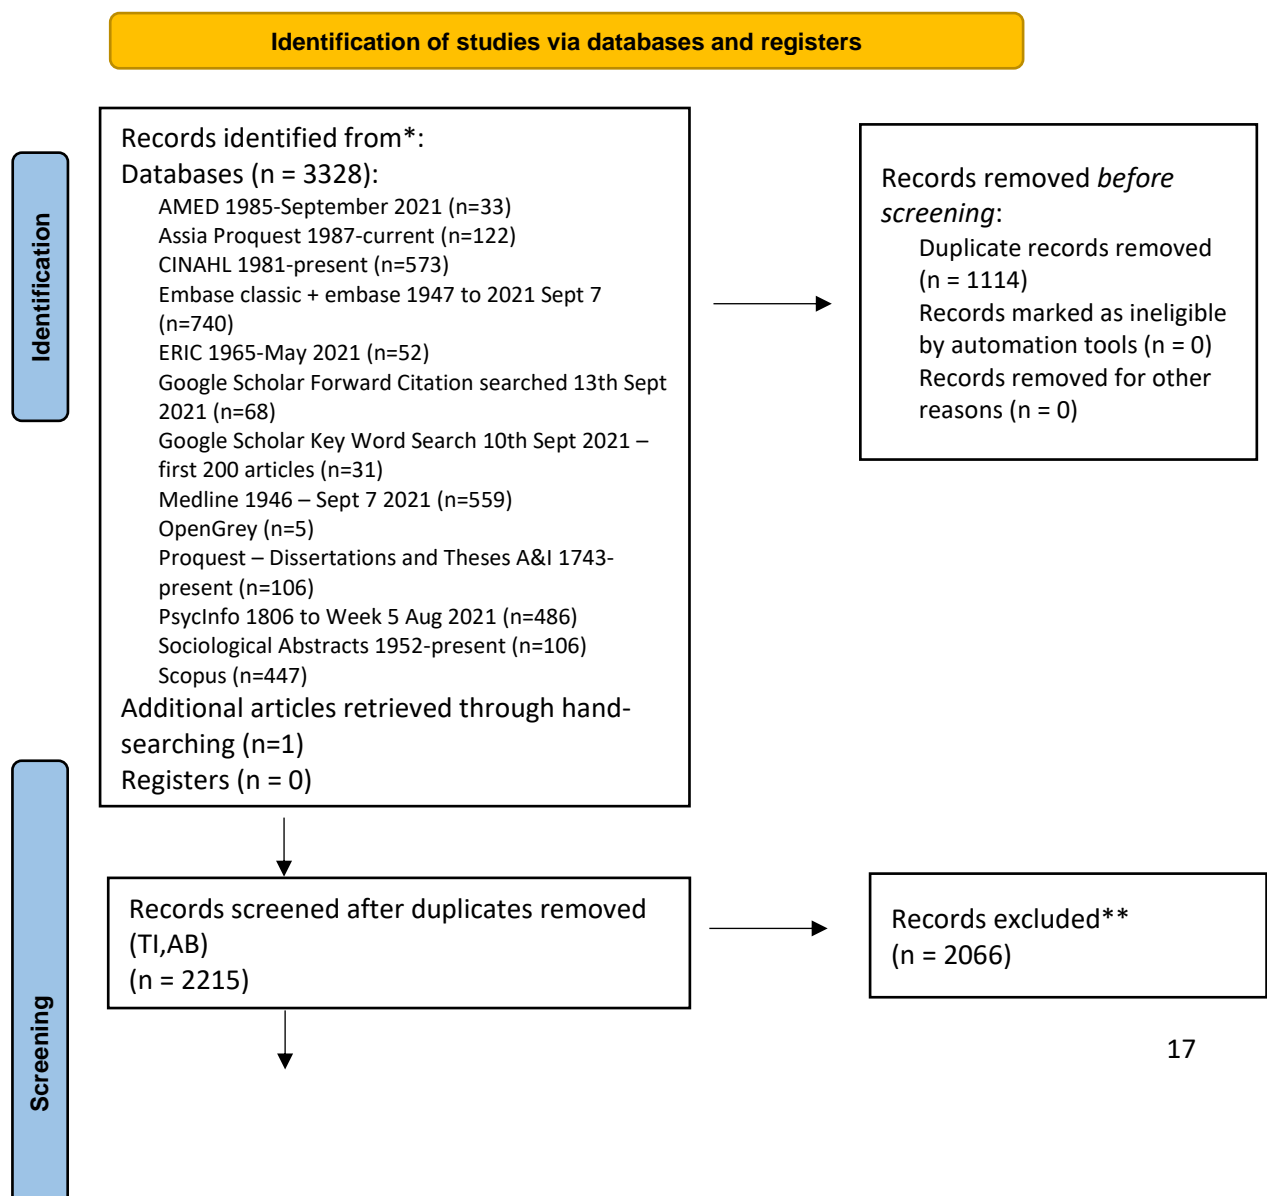 Identification of studies via databases and registers
Identification
Records identified from*:
Databases (n = 3328):
AMED 1985-September 2021 (n=33)
Assia Proquest 1987-current (n=122)
CINAHL 1981-present (n=573)
Embase classic + embase 1947 to 2021 Sept 7
(n=740)
ERIC 1965-May 2021 (n=52)
Google Scholar Forward Citation searched 13th Sept
2021 (n=68)
Google Scholar Key Word Search 10th Sept 2021 –
first 200 articles (n=31)
Medline 1946 – Sept 7 2021 (n=559)
OpenGrey (n=5)
Proquest – Dissertations and Theses A&I 1743-
present (n=106)
PsycInfo 1806 to Week 5 Aug 2021 (n=486)
Sociological Abstracts 1952-present (n=106)
Scopus (n=447)
Additional articles retrieved through hand-
searching (n=1)
Registers (n = 0)
Records removed before
screening:
Duplicate records removed
(n = 1114)
Records marked as ineligible
by automation tools (n = 0)
Records removed for other
reasons (n = 0)
Screening
Records screened after duplicates removed
(TI,AB)
(n = 2215)
Records excluded**
(n = 2066)
17